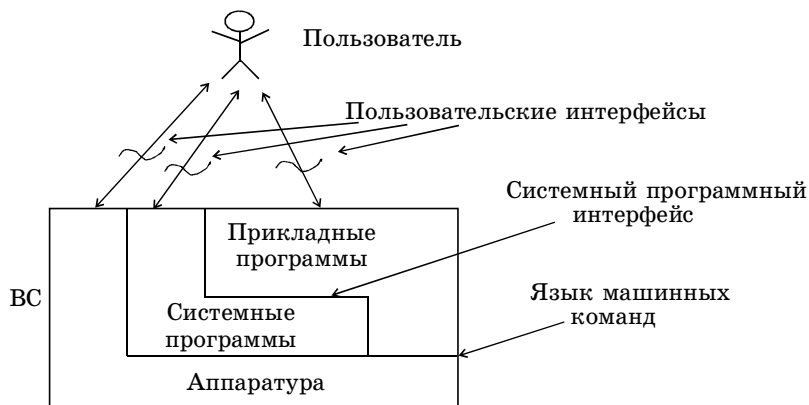 Пользователь
Пользовательские интерфейсы
Системный программный
интерфейс
Прикладные
программы
ВС
Язык машинных
команд
Системные
программы
Аппаратура